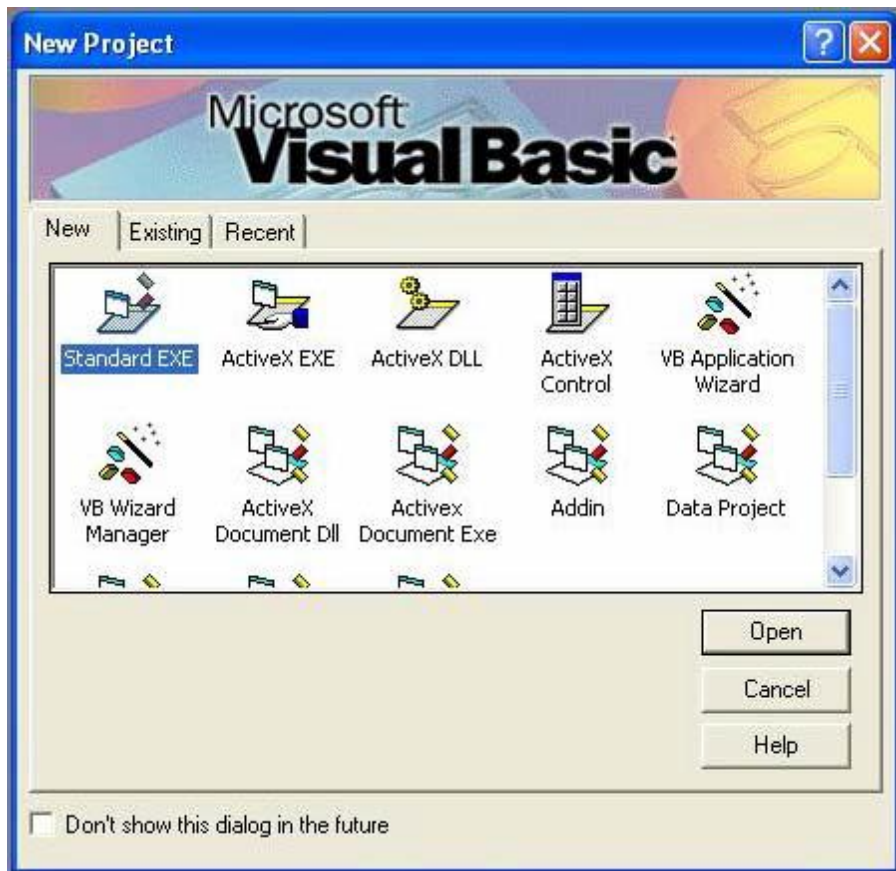 New Project
Microsoft
Visual Basic
New Existing Recent
Standard EXE ActiveX EXE ActiveX DLL ActiveX Control VB Application Wizard
VB Wizard Manager ActiveX Document Dll Activex Document Exe Addin Data Project
Open
Cancel
Help
Don't show this dialog in the future